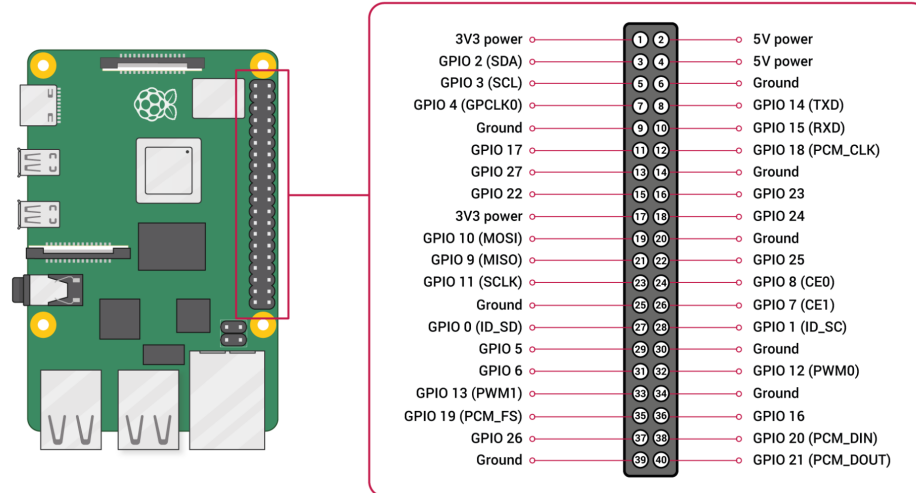 3V3 power 1 2 5V power
GPIO 2 (SDA) 3 4 5V power
GPIO 3 (SCL) 5 6 Ground
GPIO 4 (GPCLK0) 7 8 GPIO 14 (TXD)
Ground 9 10 GPIO 15 (RXD)
GPIO 17 11 12 GPIO 18 (PCM_CLK)
GPIO 27 13 14 Ground
GPIO 22 15 16 GPIO 23
3V3 power 17 18 GPIO 24
GPIO 10 (MOSI) 19 20 Ground
GPIO 9 (MISO) 21 22 GPIO 25
GPIO 11 (SCLK) 23 24 GPIO 8 (CE0)
Ground 25 26 GPIO 7 (CE1)
GPIO 0 (ID_SD) 27 28 GPIO 1 (ID_SC)
GPIO 5 29 30 Ground
GPIO 6 31 32 GPIO 12 (PWM0)
GPIO 13 (PWM1) 33 34 Ground
GPIO 19 (PCM_FS) 35 36 GPIO 16
GPIO 26 37 38 GPIO 20 (PCM_DIN)
Ground 39 40 GPIO 21 (PCM_DOUT)